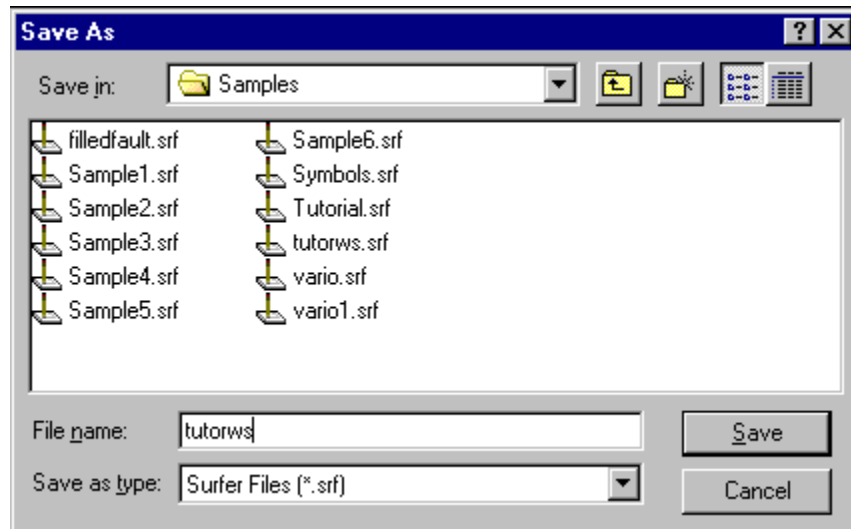 Save As
Save in: Samples
filledfault.srf Sample6.srf
Sample1.srf Symbols.srf
Sample2.srf Tutorial.srf
Sample3.srf tutorws.srf
Sample4.srf vario.srf
Sample5.srf vario1.srf
File name: tutorws Save
Save as type: Surfer Files (*.srf) Cancel